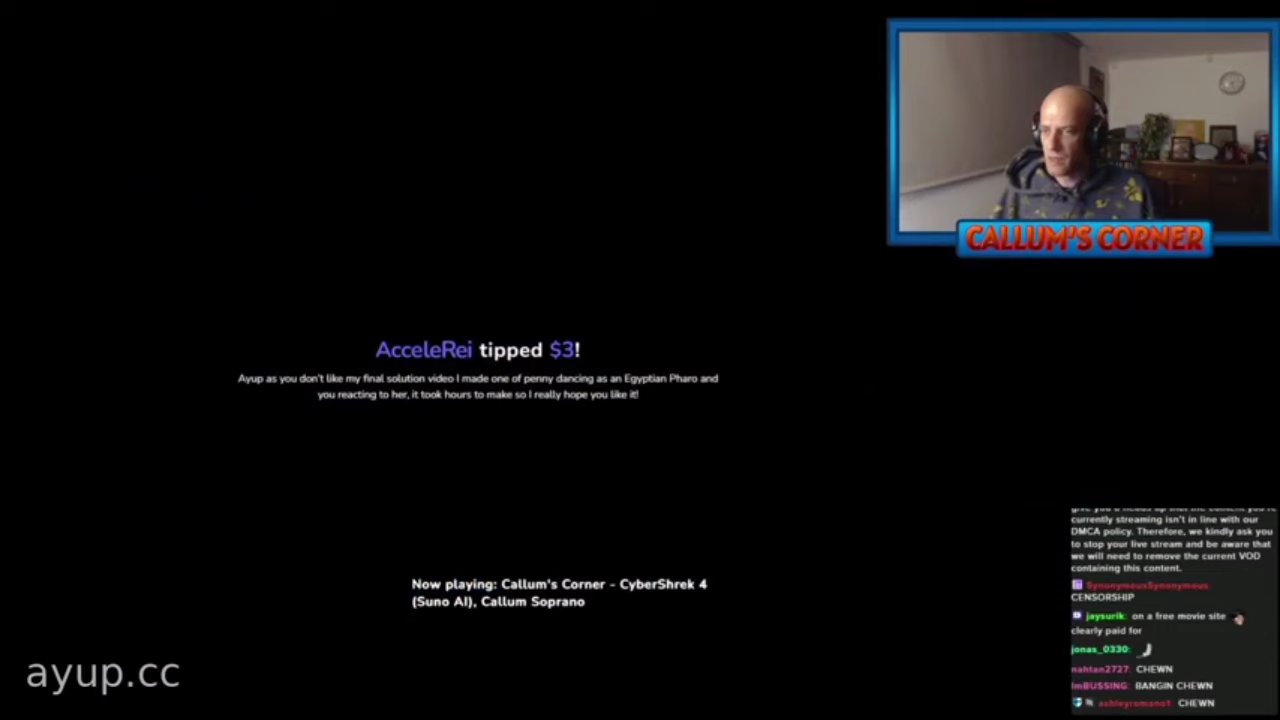 CALLUM'S CORNER
AcceleRei tipped $3!
Ayup as you don't like my final solution video I made one of penny dancing as an Egyptian Pharo and
you reacting to her, it took hours to make so I really hope you like it!
Now playing: Callum's Corner - CyberShrek 4
(Suno AI), Callum Soprano
ayup.cc
currently streaming isn't in line with our
DMCA policy. Therefore, we kindly ask you
to stop your live stream and be aware that
we will need to remove the current VOD
containing this content.
SynonymousSynonymous
CENSORSHIP
jaysurik: on a free movie site
clearly paid for
jonas_0330:
nahtan2727: CHEWN
ImBUSSING: BANGIN CHEWN
ashleyromano1 CHEWN